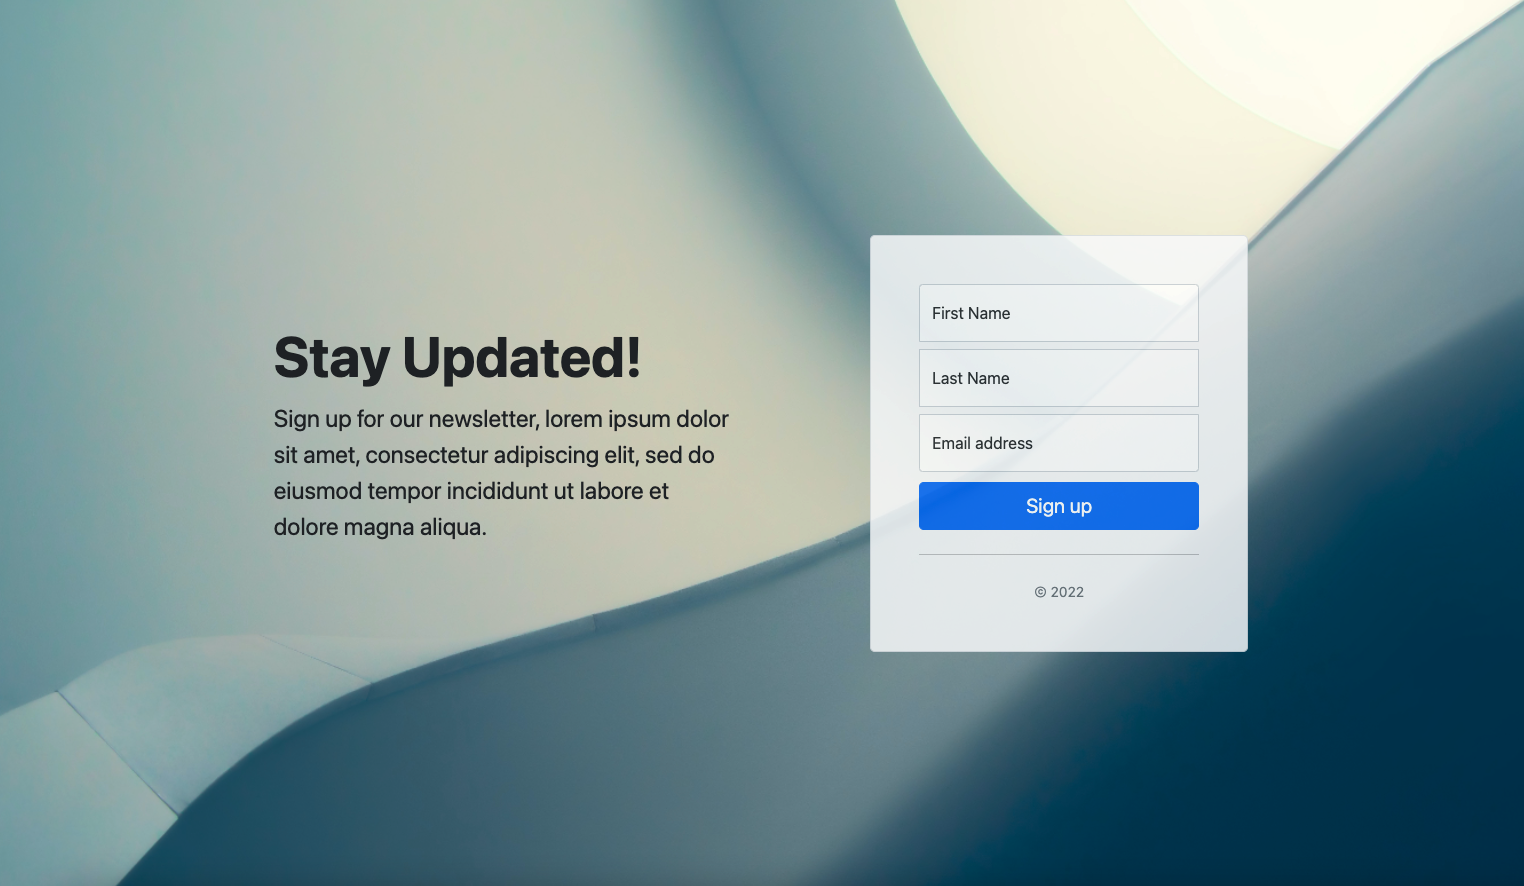 Stay Updated!
Sign up for our newsletter, lorem ipsum dolor
sit amet, consectetur adipiscing elit, sed do
eiusmod tempor incididunt ut labore et
dolore magna aliqua.
First Name
Last Name
Email address
Sign up
© 2022